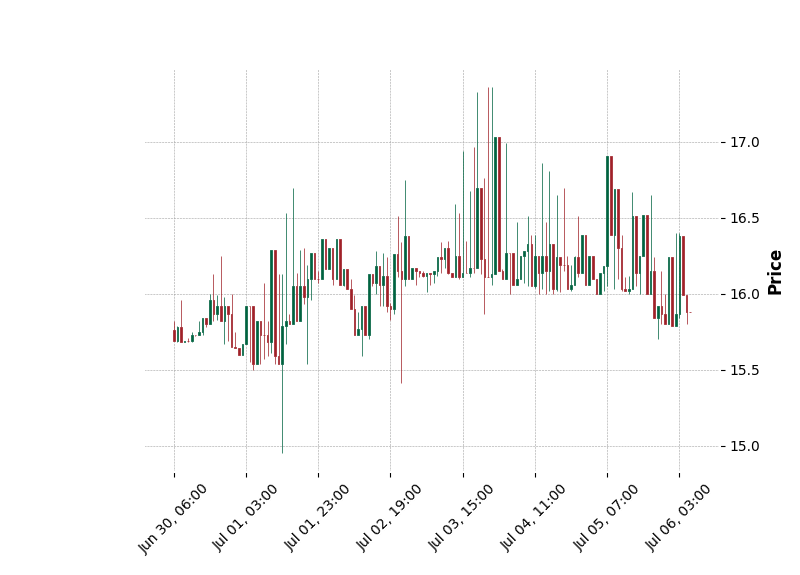 17.0
16.5
16.0
15.5
15.0
Price
Jun 30, 06:00
Jul 01, 03:00
Jul 01, 23:00
Jul 02, 19:00
Jul 03, 15:00
Jul 04, 11:00
Jul 05, 07:00
Jul 06, 03:00